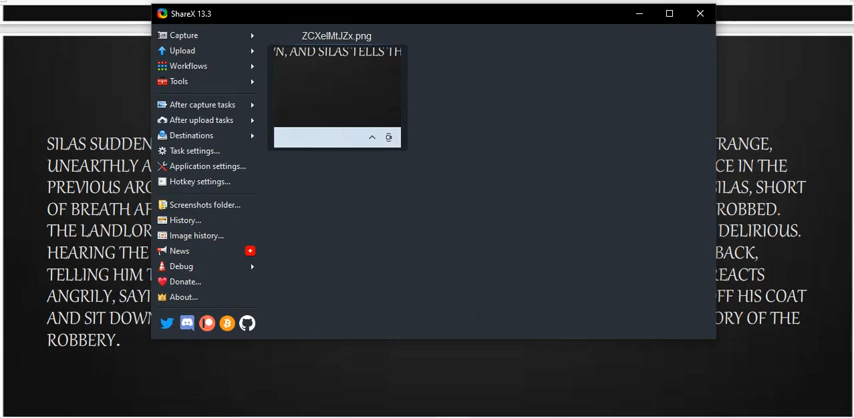 ShareX 13.3
Capture
Upload
Workflows
Tools
After capture tasks
After upload tasks
Destinations
Task settings...
Application settings...
Hotkey settings...
Screenshots folder...
History...
Image history...
News
+
Debug
Donate...
About...
ZCXelMtJZx.png
AND SILAS TELLS
SILAS SUDDEN TRANGE,
UNEARTHLY A CE IN THE
PREVIOUS ARO ILAS, SHORT
OF BREATH AF ROBBED.
THE LANDLOR DELIRIOUS.
HEARING THE BACK,
TELLING HIM REACTS
ANGRILY, SAYI FF HIS COAT
AND SIT DOWN ORY OF THE
ROBBERY.